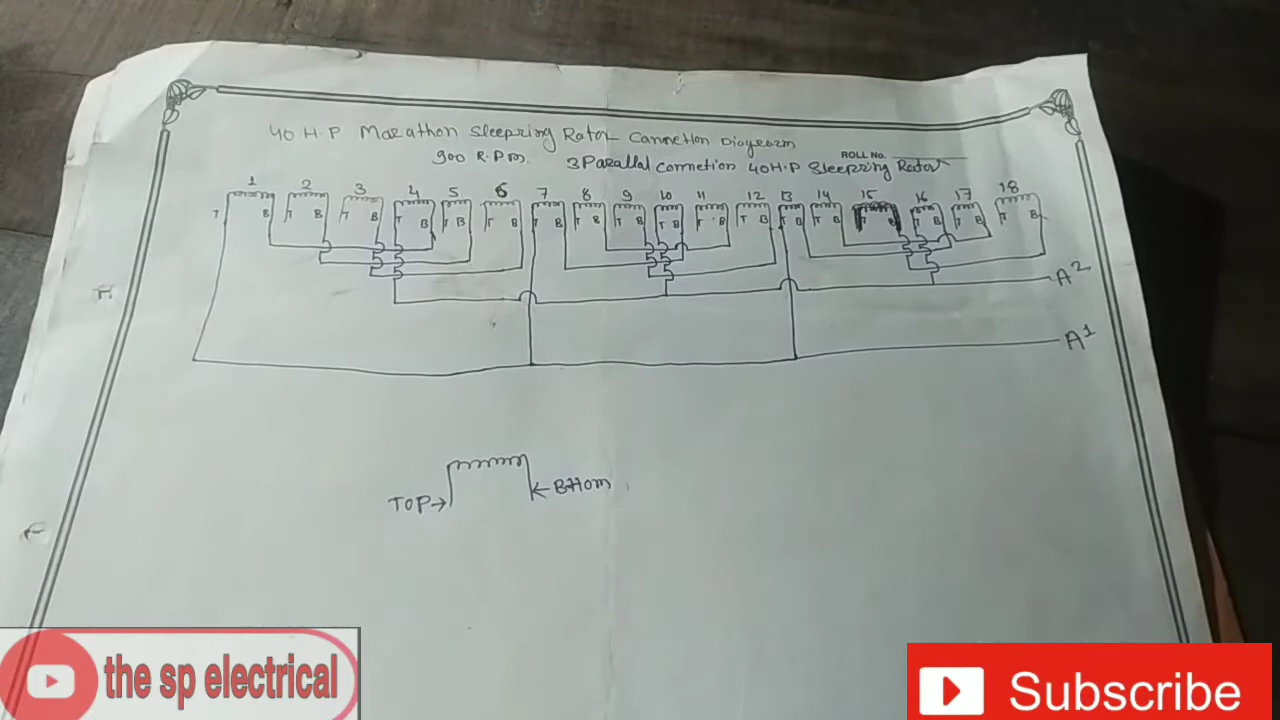 40 H.P Marathon Sleepring Rotor Connetion Diagram
900 R.P.m. 3 Parallal connetion 40 H.P Sleepring Rotor
ROLL No.
1 2 3 4 5 6 7 8 9 10 11 12 13 14 15 16 17 18
T B T B T B T B T B T B T B T B T B T B T B T B T B T B T B T B T B T B
A2
A1
TOP → ← Bttom
the sp electrical
Subscribe